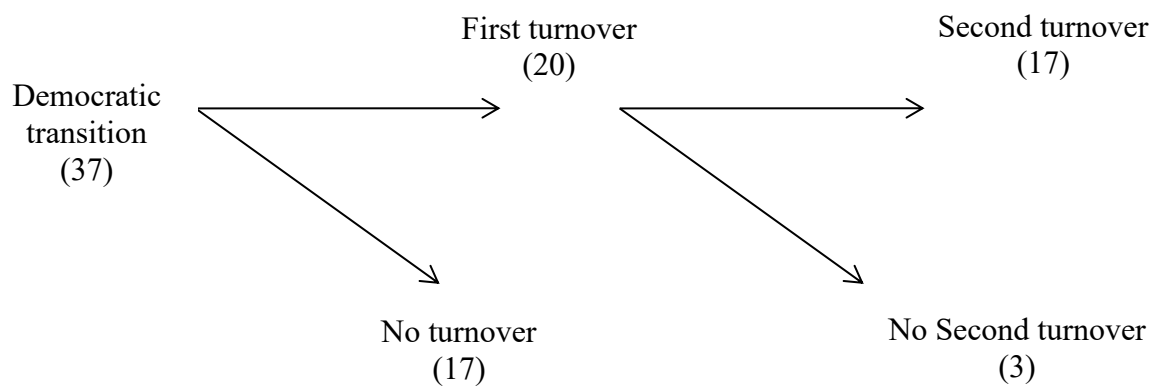 First turnover
(20)
Second turnover
(17)
Democratic
transition
(37)
No turnover
(17)
No Second turnover
(3)